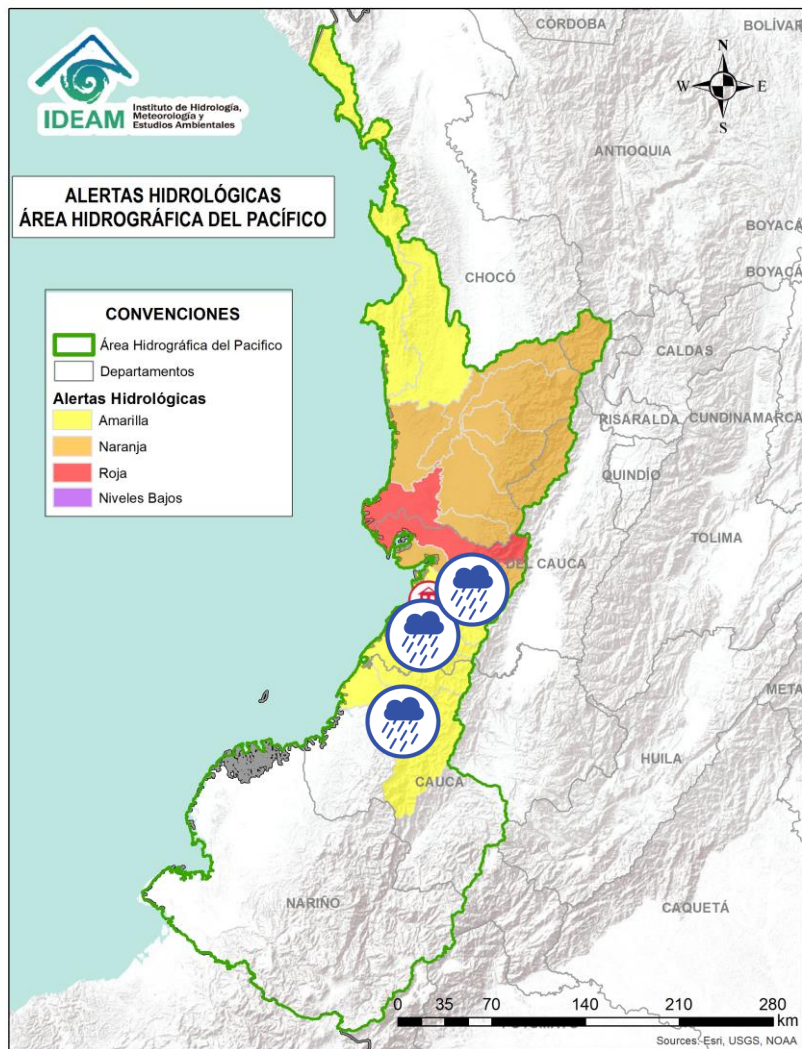 CÓRDOBA
BOLÍVAR
IDEAM
Instituto de Hidrología,
Meteorología y
Estudios Ambientales
N
W E
S
ANTIOQUIA
ALERTAS HIDROLÓGICAS
ÁREA HIDROGRÁFICA DEL PACÍFICO
BOYACÁ
BOYACÁ
CHOCÓ
CONVENCIONES
Área Hidrográfica del Pacifico
Departamentos
Alertas Hidrológicas
Amarilla
Naranja
Roja
Niveles Bajos
CALDAS
RISARALDA
CUNDINAMARCA
QUINDÍO
TOLIMA
DEL CAUCA
META
HUILA
CAUCA
NARIÑO
CAQUETÁ
0 35 70 140 210 280
km
Sources: Esri, USGS, NOAA